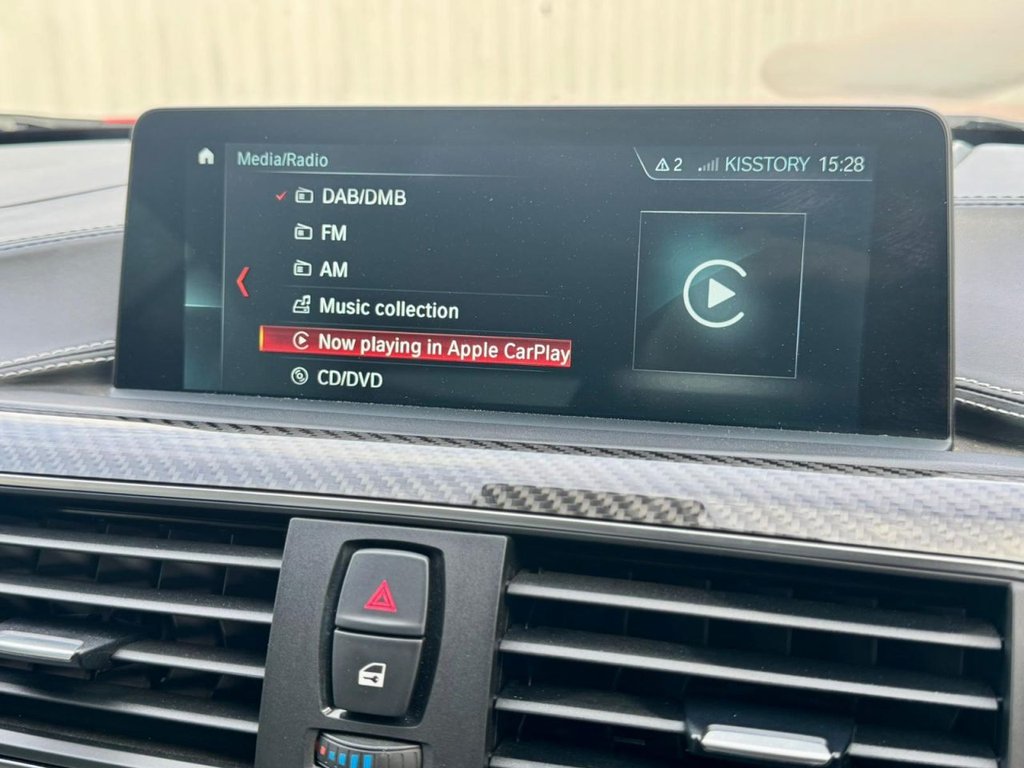 Media/Radio
2 KISSTORY 15:28
DAB/DMB
FM
AM
Music collection
Now playing in Apple CarPlay
CD/DVD